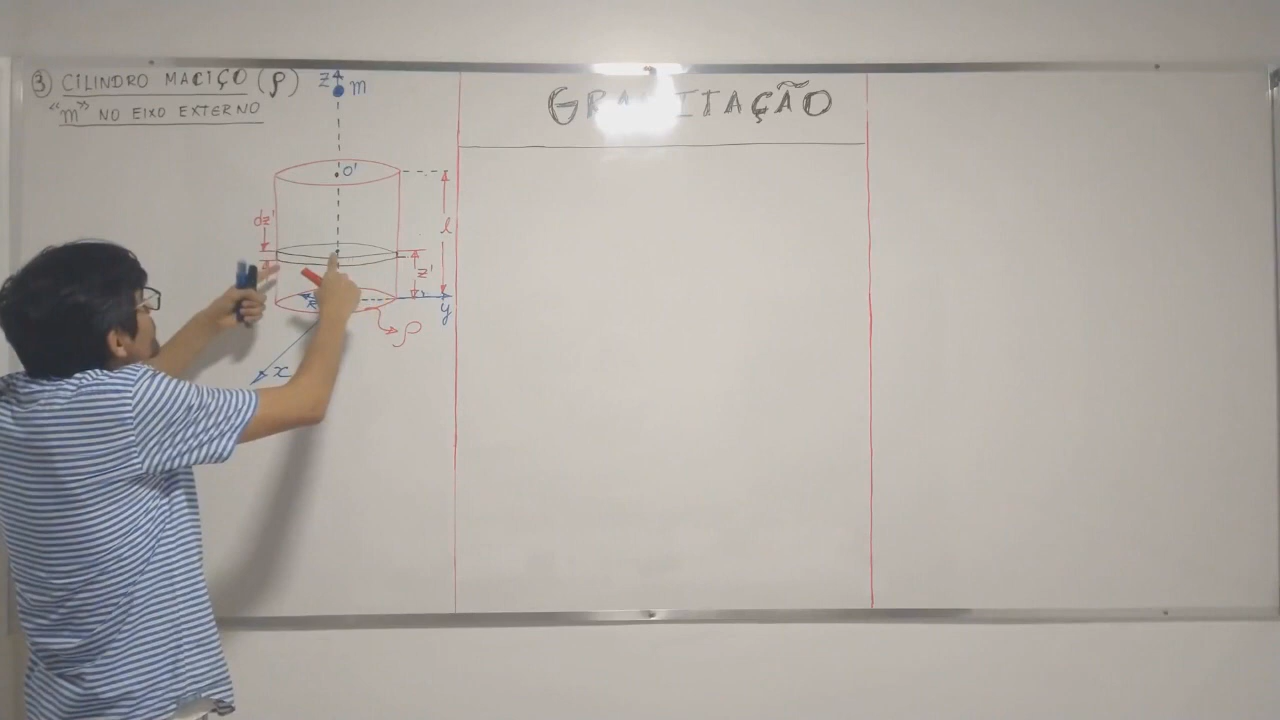 ③ CILINDRO MACIÇO (ρ)
"m" NO EIXO EXTERNO
GRAVITAÇÃO
z
m
O'
dz'
l
z'
R
y
ρ
x